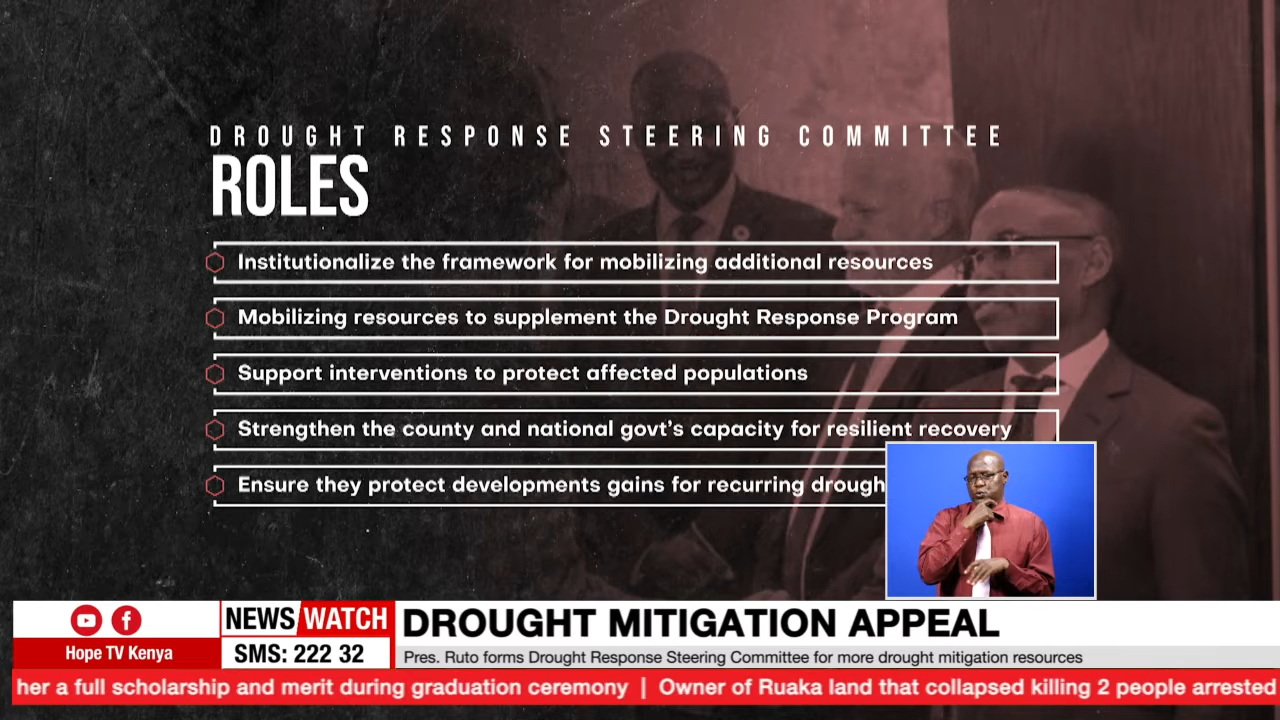 DROUGHT RESPONSE STEERING COMMITTEE
ROLES
Institutionalize the framework for mobilizing additional resources
Mobilizing resources to supplement the Drought Response Program
Support interventions to protect affected populations
Strengthen the county and national govt's capacity for resilient recovery
Ensure they protect developments gains for recurring drough
NEWS WATCH
DROUGHT MITIGATION APPEAL
Hope TV Kenya
SMS: 222 32
Pres. Ruto forms Drought Response Steering Committee for more drought mitigation resources
her a full scholarship and merit during graduation ceremony | Owner of Ruaka land that collapsed killing 2 people arrested